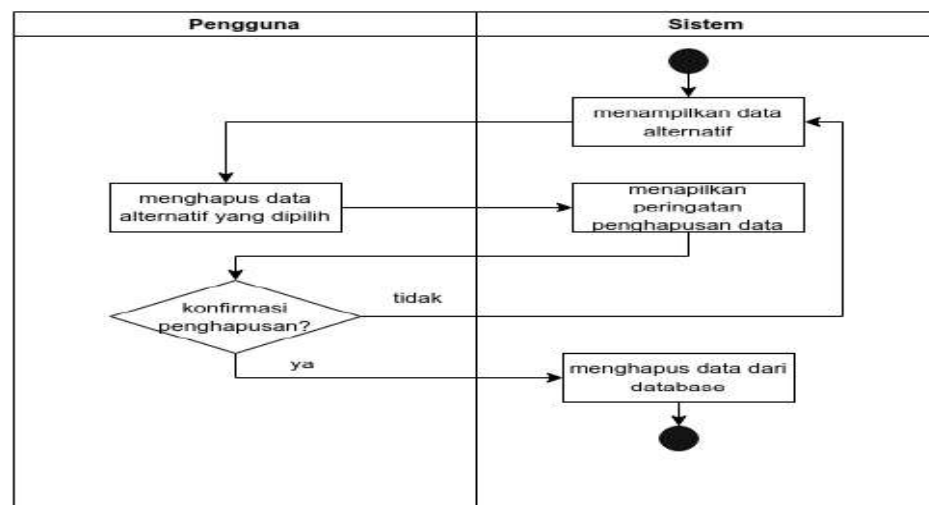 Pengguna
Sistem
menampilkan data
alternatif
menghapus data
alternatif yang dipilih
menapilkan
peringatan
penghapusan data
konfirmasi
penghapusan?
tidak
ya
menghapus data dari
database